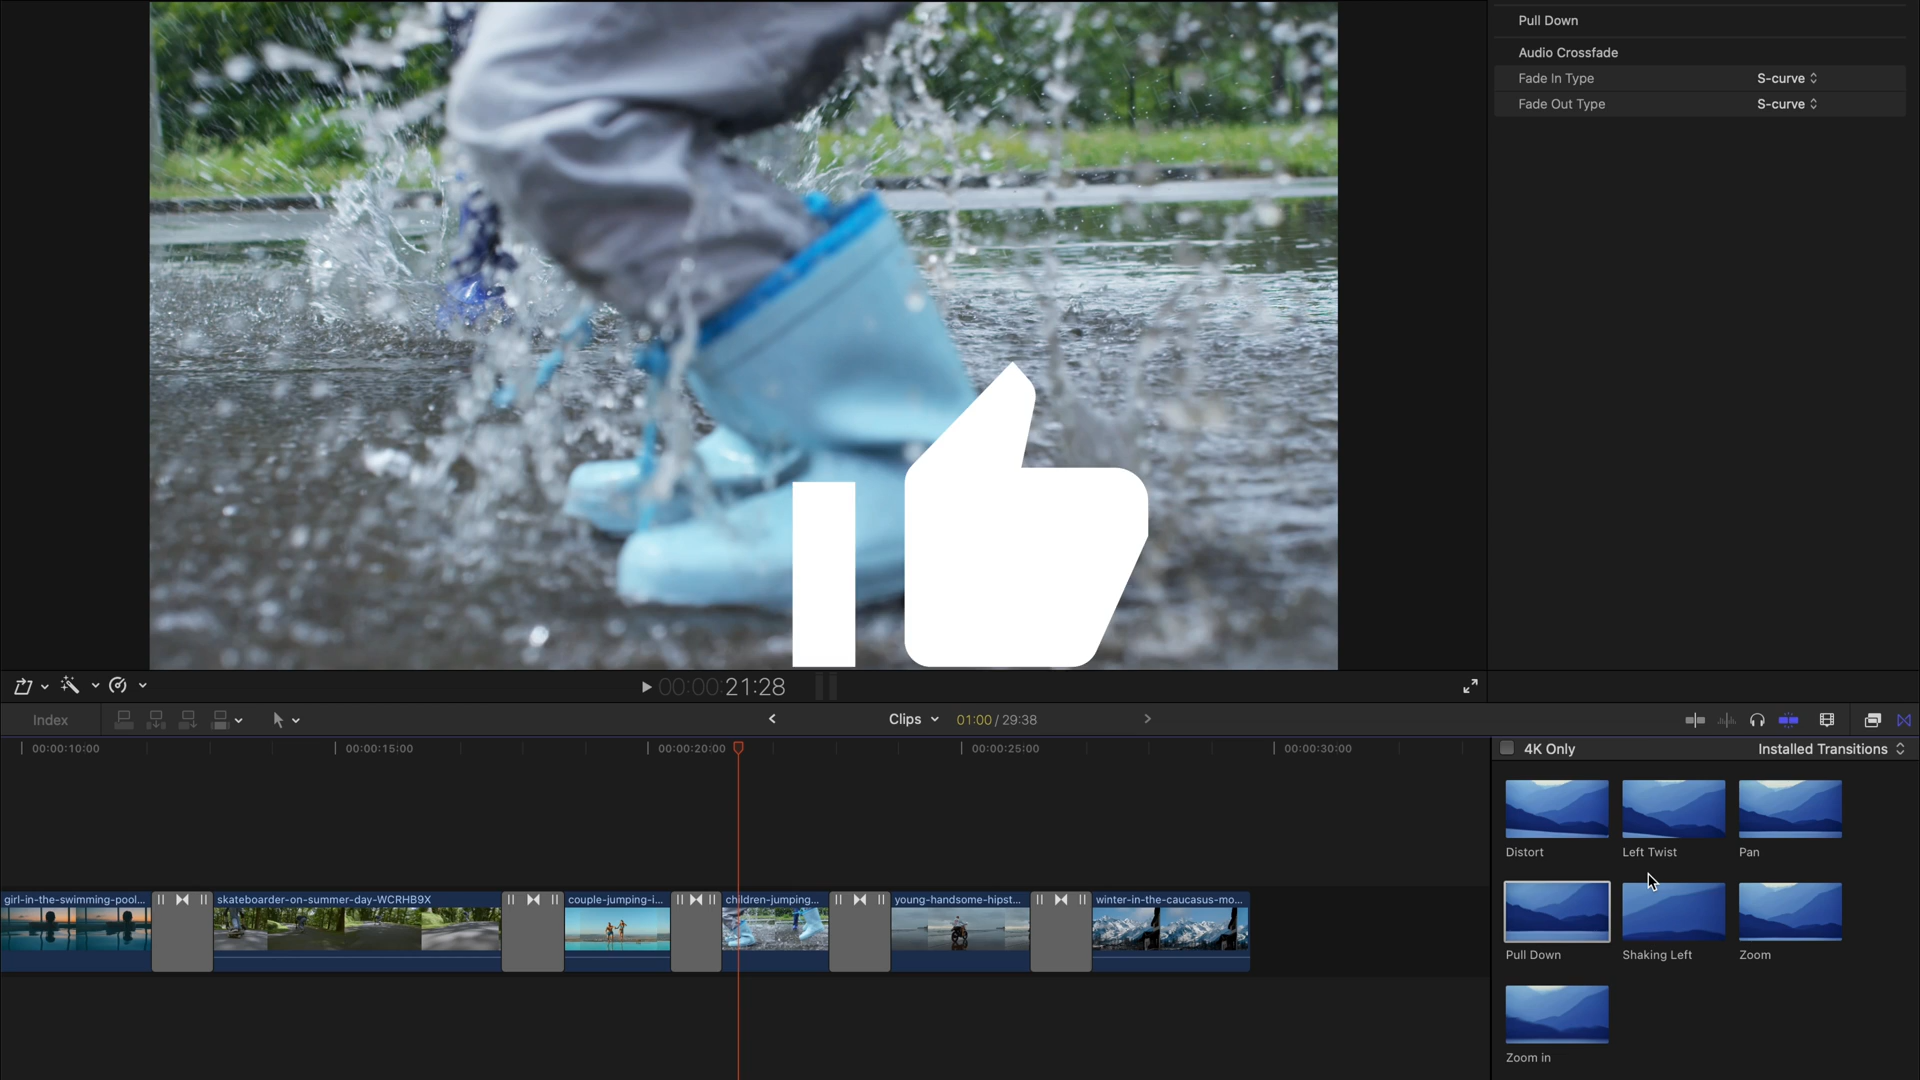 Pull Down
Audio Crossfade
Fade In Type S-curve
Fade Out Type S-curve
00:00:00:21:28
Index
Clips 01:00 / 29:38
00:00:10:00 00:00:15:00 00:00:20:00 00:00:25:00 00:00:30:00
4K Only Installed Transitions
Distort Left Twist Pan
girl-in-the-swimming-pool... skateboarder-on-summer-day-WCRHB9X couple-jumping-i... children-jumping... young-handsome-hipst... winter-in-the-caucasus-mo...
Pull Down Shaking Left Zoom
Zoom in